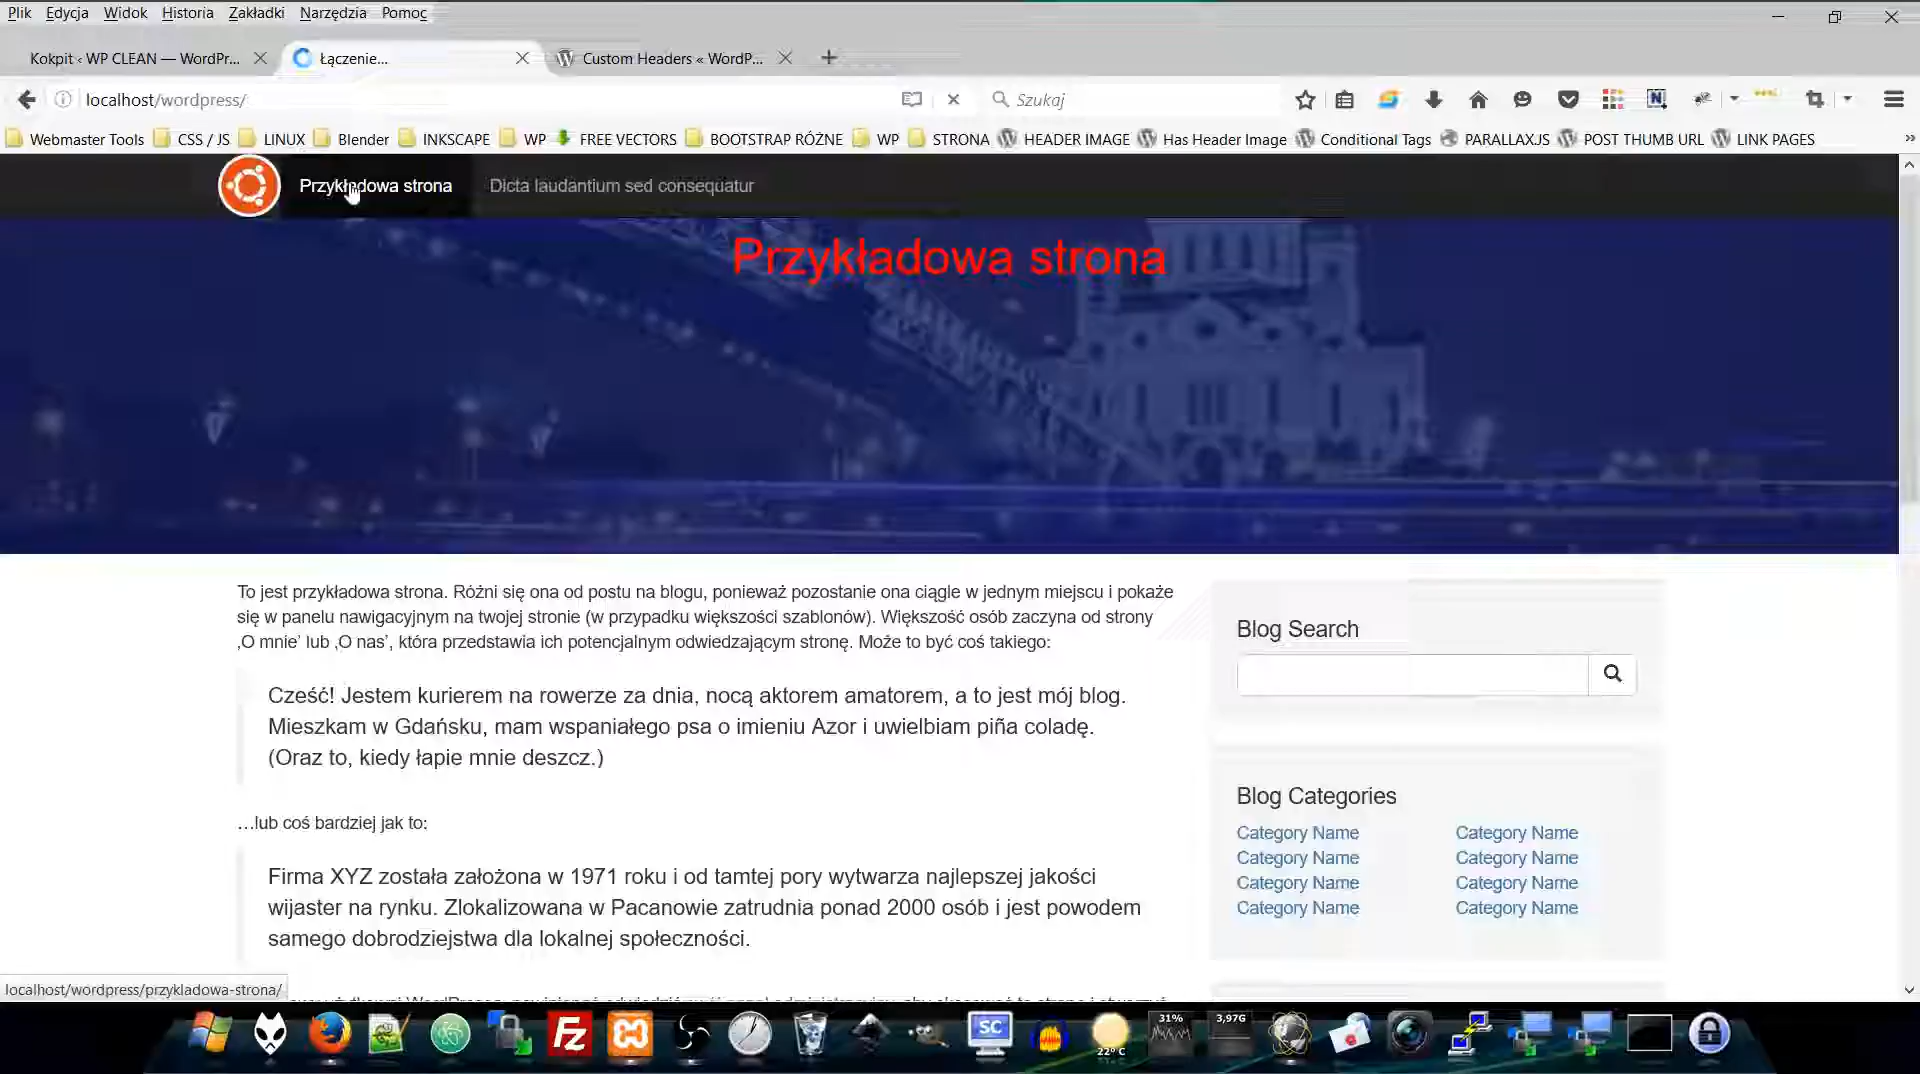 Plik Edycja Widok Historia Zakładki Narzędzia Pomoc
Kokpit ‹ WP CLEAN — WordPr...
Łączenie...
Custom Headers « WordP...
localhost/wordpress/
Szukaj
Webmaster Tools CSS / JS LINUX Blender INKSCAPE WP FREE VECTORS BOOTSTRAP RÓŻNE WP STRONA HEADER IMAGE Has Header Image Conditional Tags PARALLAX.JS POST THUMB URL LINK PAGES »
Przykładowa strona Dicta laudantium sed consequatur
Przykładowa strona
To jest przykładowa strona. Różni się ona od postu na blogu, ponieważ pozostanie ona ciągle w jednym miejscu i pokaże
się w panelu nawigacyjnym na twojej stronie (w przypadku większości szablonów). Większość osób zaczyna od strony
‚O mnie’ lub ‚O nas’, która przedstawia ich potencjalnym odwiedzającym stronę. Może to być coś takiego:
Cześć! Jestem kurierem na rowerze za dnia, nocą aktorem amatorem, a to jest mój blog.
Mieszkam w Gdańsku, mam wspaniałego psa o imieniu Azor i uwielbiam piña coladę.
(Oraz to, kiedy łapie mnie deszcz.)
…lub coś bardziej jak to:
Firma XYZ została założona w 1971 roku i od tamtej pory wytwarza najlepszej jakości
wijaster na rynku. Zlokalizowana w Pacanowie zatrudnia ponad 2000 osób i jest powodem
samego dobrodziejstwa dla lokalnej społeczności.
Blog Search
Blog Categories
Category Name Category Name
Category Name Category Name
Category Name Category Name
Category Name Category Name
localhost/wordpress/przykladowa-strona/
SC
22° C
31%
3,97G